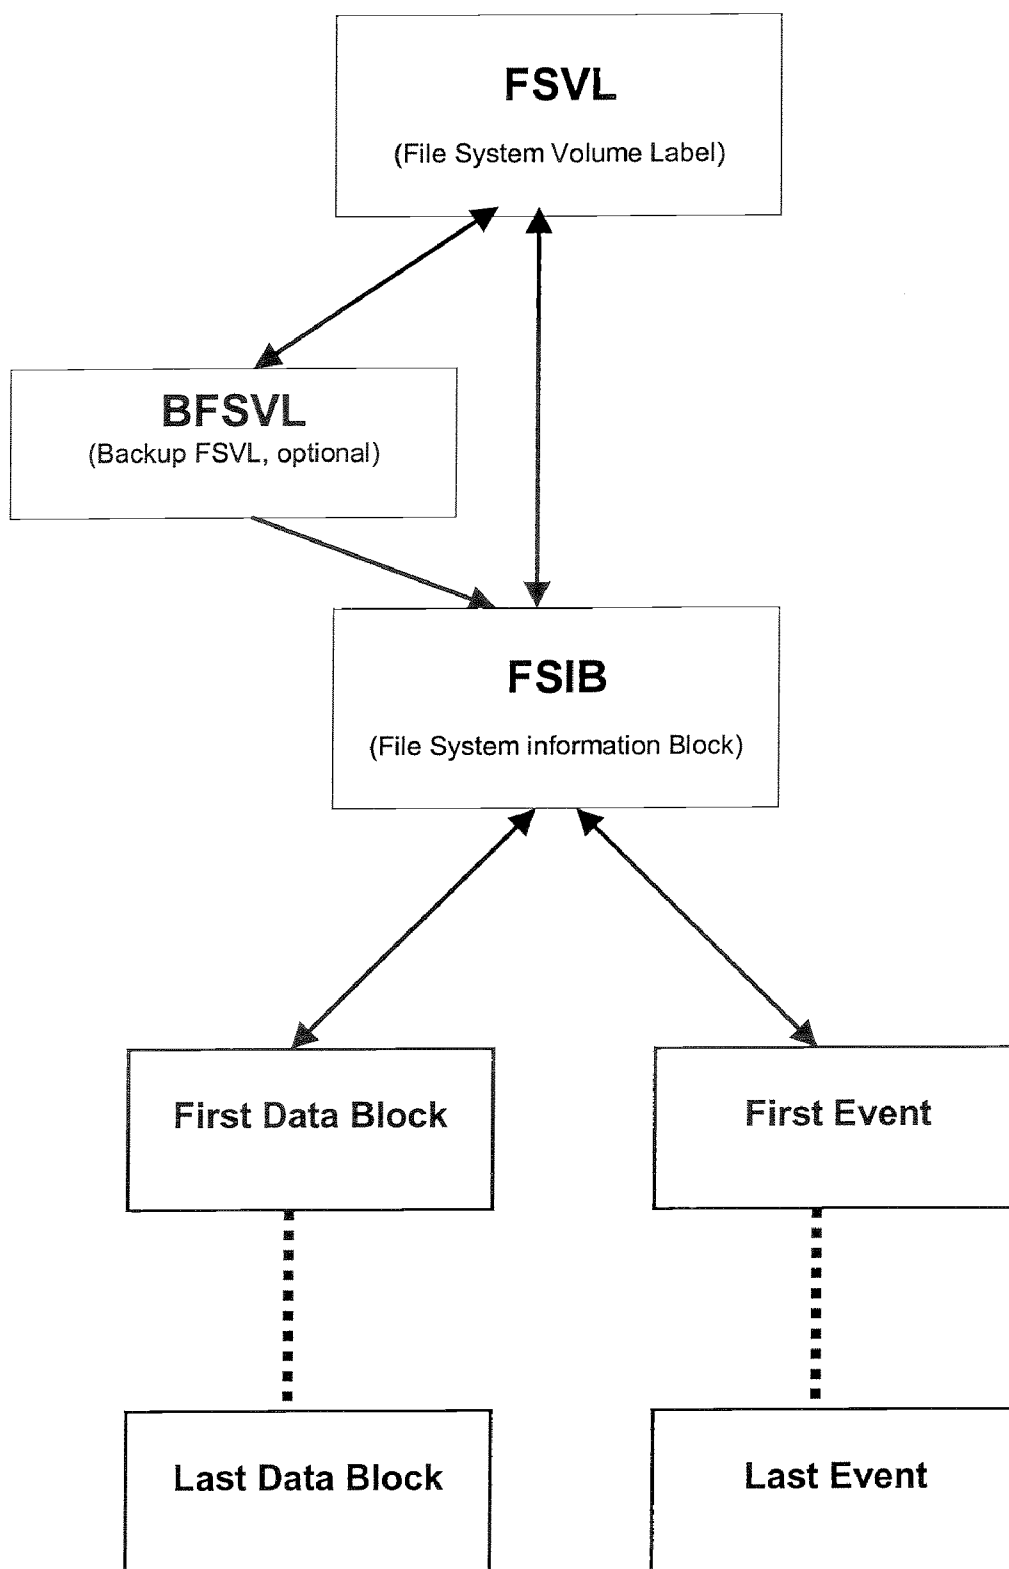 FSVL
(File System Volume Label)
BFSVL
(Backup FSVL, optional)
FSIB
(File System information Block)
First Data Block
First Event
Last Data Block
Last Event